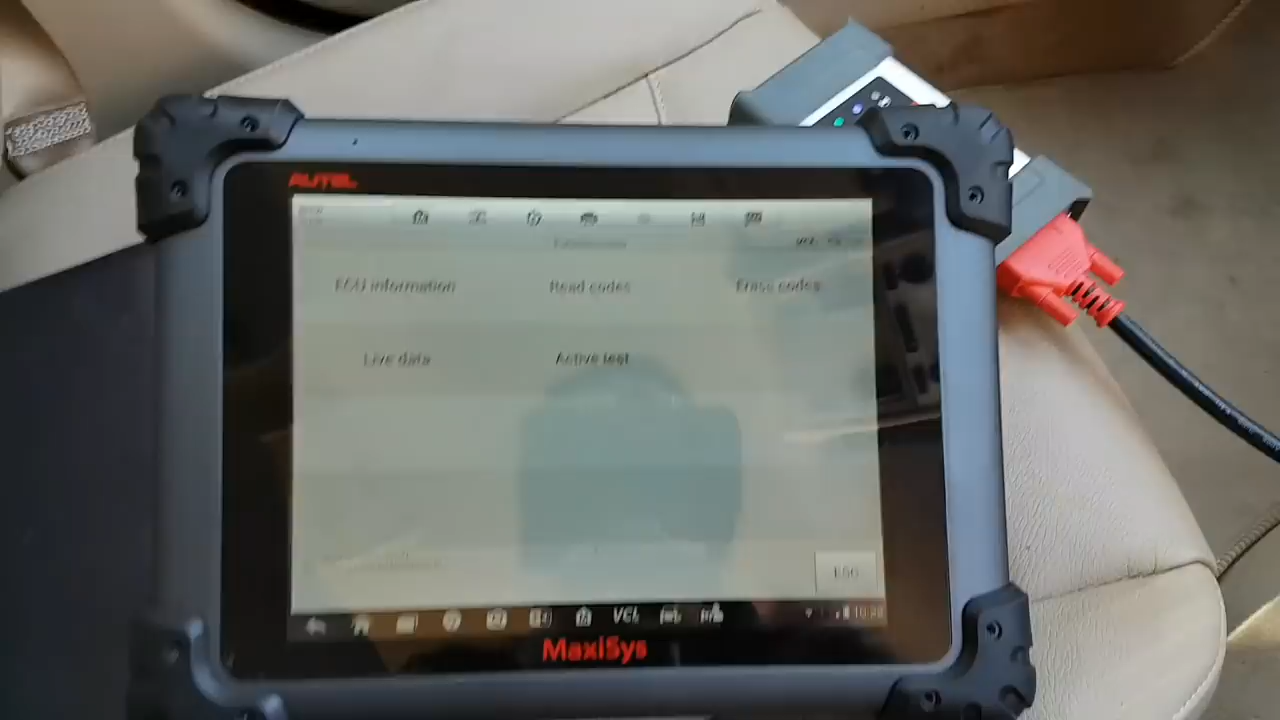 AUTEL
ECU information Read codes Erase codes
Live data Active test
ESC
VCI
MaxiSys